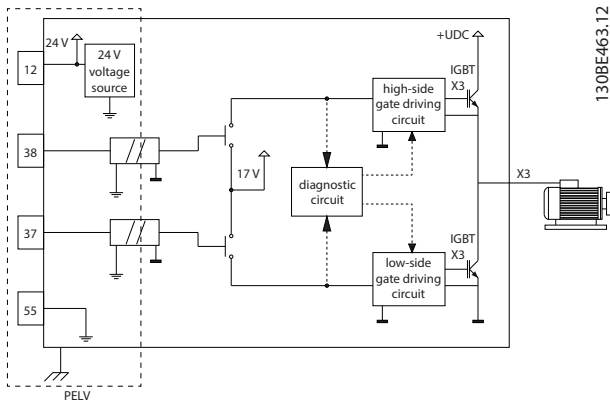 130BE463.12
+UDC
24 V
12
24 V
voltage
source
IGBT
X3
high-side
gate driving
circuit
38
17 V
diagnostic
circuit
X3
37
IGBT
X3
low-side
gate driving
circuit
55
PELV